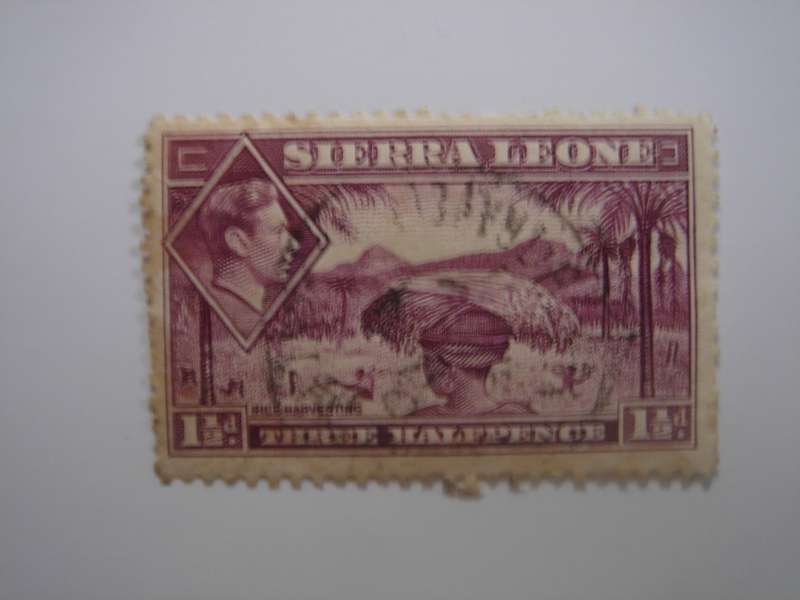 SIERRA LEONE
RICE HARVESTING
1½d.
THREE HALFPENCE
1½d.